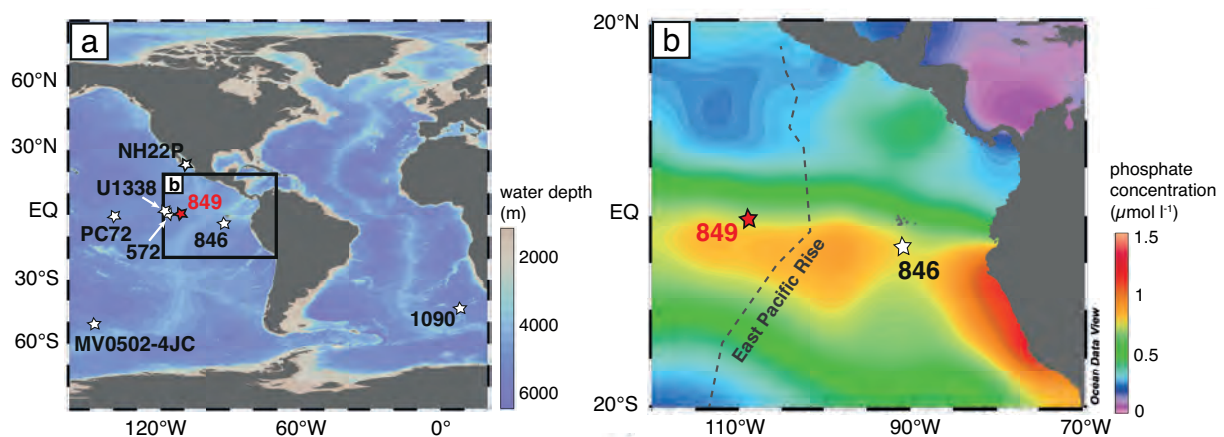 a
60°N
30°N
EQ
30°S
60°S
120°W
60°W
0°
NH22P
U1338
b
849
PC72
572
846
1090
MV0502-4JC
water depth
(m)
2000
4000
6000
b
20°N
EQ
20°S
110°W
90°W
70°W
849
846
East Pacific Rise
Ocean Data View
phosphate
concentration
(µmol l⁻¹)
1.5
1
0.5
0